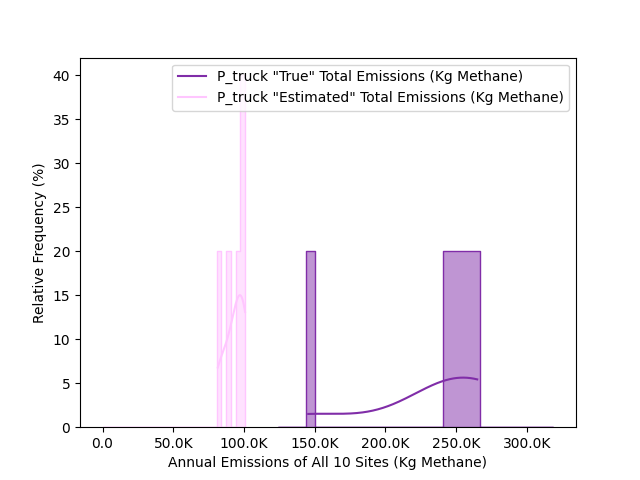 P_truck "True" Total Emissions (Kg Methane)
P_truck "Estimated" Total Emissions (Kg Methane)
40
35
30
25
20
15
10
5
0
Relative Frequency (%)
0.0 50.0K 100.0K 150.0K 200.0K 250.0K 300.0K
Annual Emissions of All 10 Sites (Kg Methane)